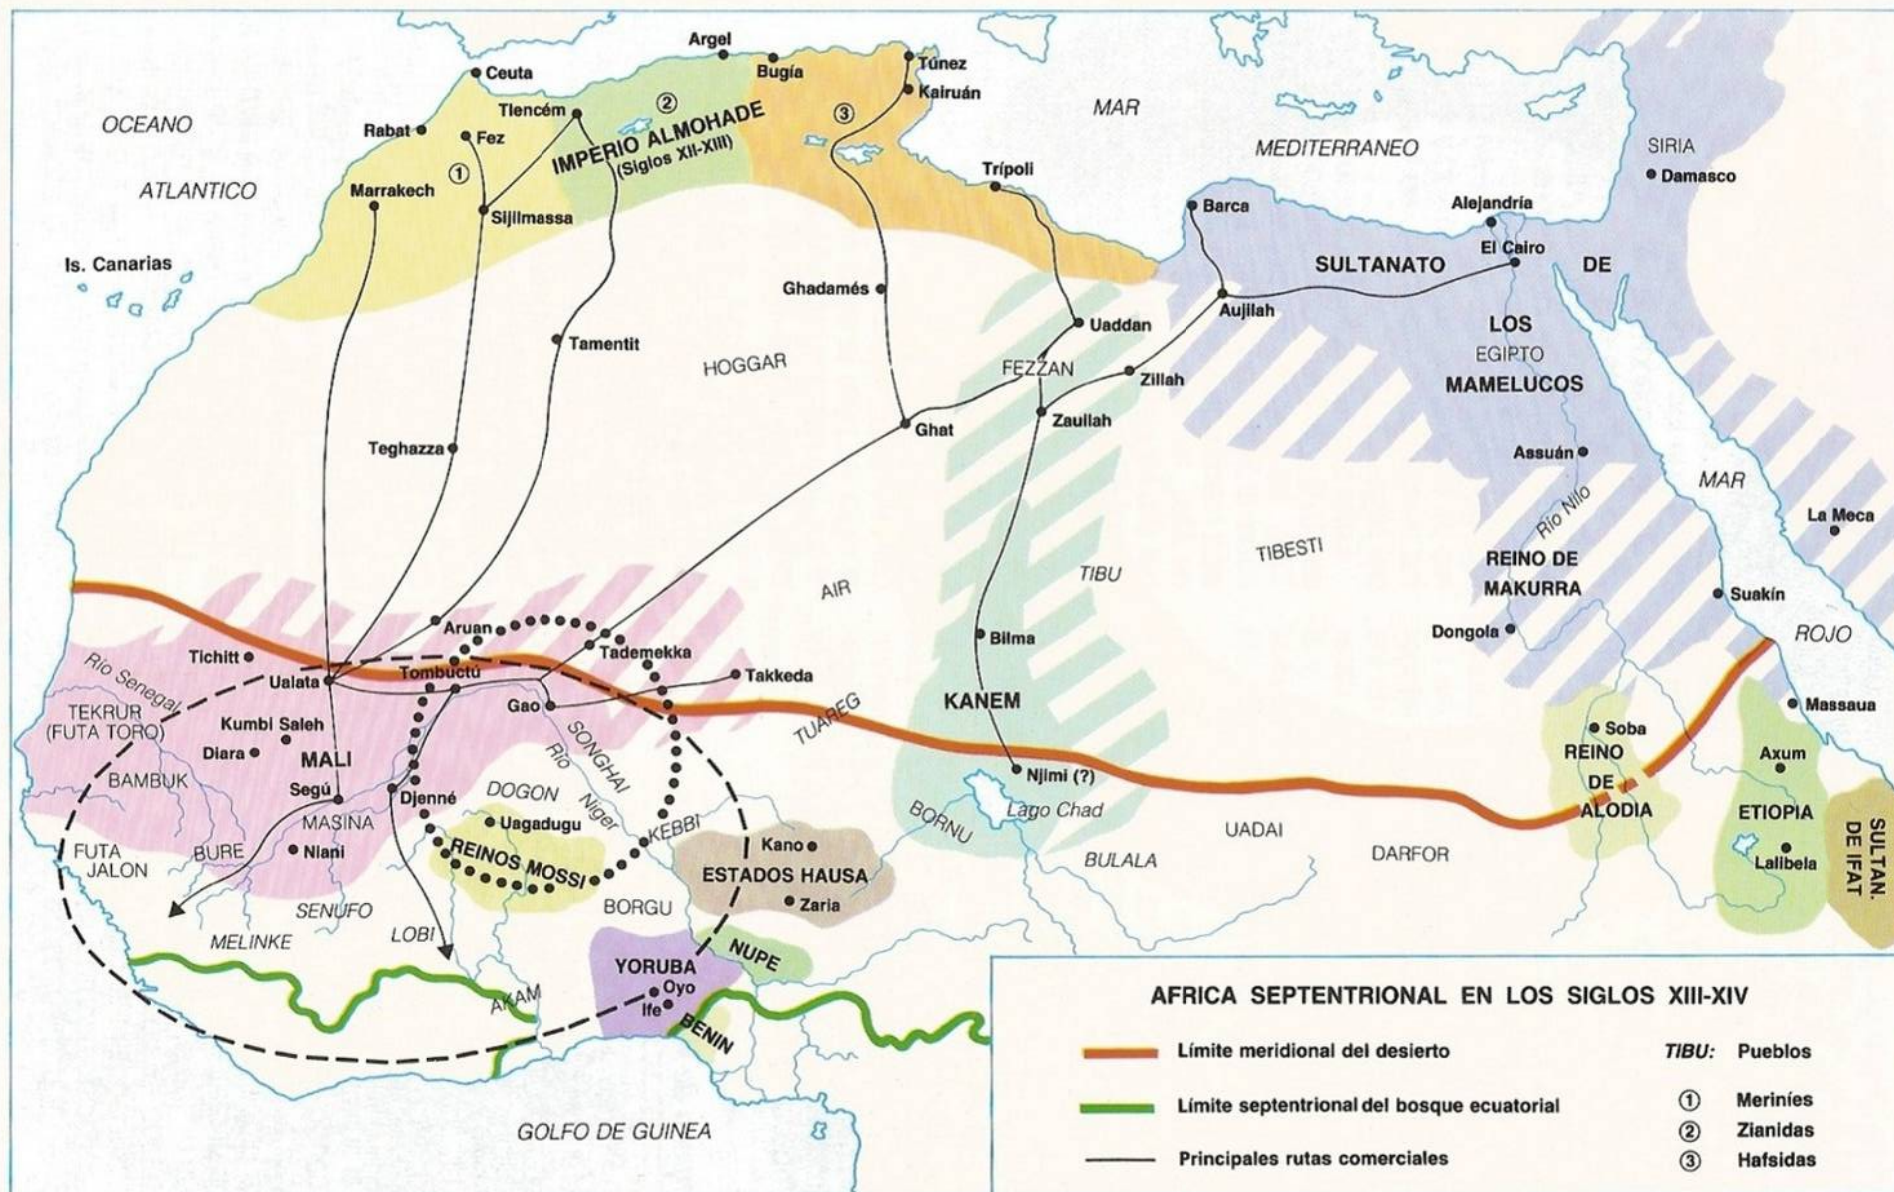 Argel
Bugía
Túnez
Kairuán
Ceuta
Tlencém
②
IMPERIO ALMOHADE
(Siglos XII-XIII)
③
MAR
MEDITERRANEO
OCEANO
ATLANTICO
Rabat
Fez
①
Marrakech
Sijilmassa
Trípoli
Barca
Alejandría
El Cairo
SIRIA
Damasco
Is. Canarias
SULTANATO
DE
LOS
EGIPTO
MAMELUCOS
Ghadamés
Aujilah
Uaddan
Tamentit
HOGGAR
FEZZAN
Zillah
Zauilah
Ghat
Teghazza
Assuán
Río Nilo
MAR
ROJO
La Meca
TIBESTI
TIBU
AIR
REINO DE
MAKURRA
Suakín
Dongola
Bilma
Aruan
Tademekka
Tichitt
Ualata
Tombuctú
Takkeda
Gao
KANEM
TUAREG
Massaua
Río Senegal
TEKRUR
(FUTA TORO)
Kumbi Saleh
Diara
MALI
BAMBUK
Segú
MASINA
Djenné
SONGHAI
Río
Niger
DOGON
Uagadugu
KEBBI
REINOS MOSSI
Njimi (?)
Lago Chad
BORNU
BULALA
UADAI
DARFOR
Soba
REINO
DE
ALODIA
Axum
ETIOPIA
Lalibela
SULTAN.
DE IFAT
FUTA
JALON
BURE
Niani
Kano
ESTADOS HAUSA
Zaria
SENUFO
MELINKE
LOBI
BORGU
NUPE
YORUBA
Oyo
Ife
BENIN
AKAM
GOLFO DE GUINEA
AFRICA SEPTENTRIONAL EN LOS SIGLOS XIII-XIV
Límite meridional del desierto
Límite septentrional del bosque ecuatorial
Principales rutas comerciales
TIBU: Pueblos
① Meriníes
② Zianidas
③ Hafsidas